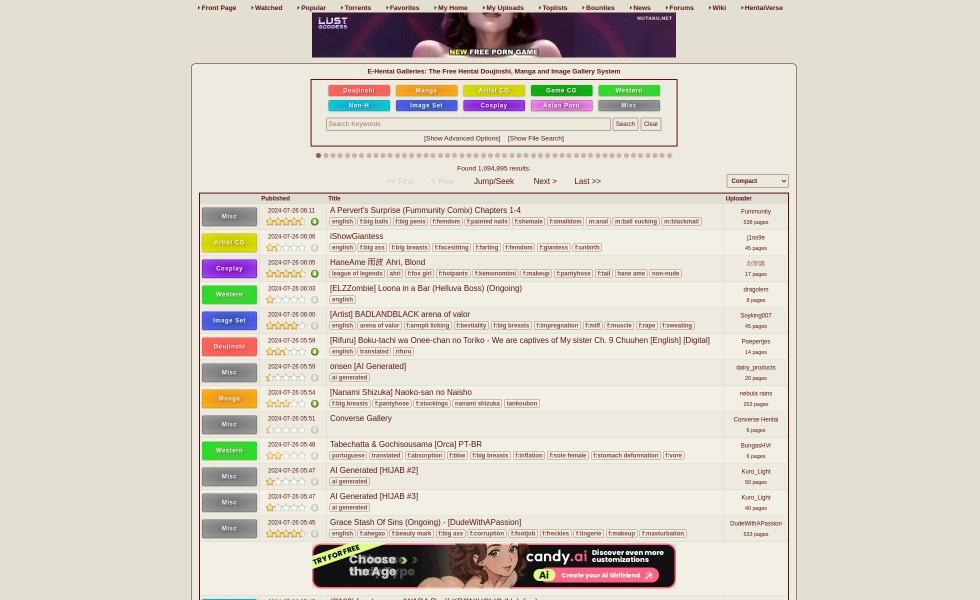 Front Page Watched Popular Torrents Favorites My Home My Uploads Toplists Bounties News Forums Wiki HentaiVerse
LUST GODDESS
NUTAKU.NET
NEW FREE PORN GAME
E-Hentai Galleries: The Free Hentai Doujinshi, Manga and Image Gallery System
Doujinshi Manga Artist CG Game CG Western
Non-H Image Set Cosplay Asian Porn Misc
Search Keywords Search Clear
[Show Advanced Options] [Show File Search]
Found 1,094,895 results.
<< First < Prev Jump/Seek Next > Last >> Compact
Published Title Uploader
Misc 2024-07-26 06:11 A Pervert's Surprise (Fummunity Comix) Chapters 1-4 Fummunity
english f:big balls f:big penis f:femdom f:painted nails f:shemale f:smalldom m:anal m:ball sucking m:blackmail 538 pages
Artist CG 2024-07-26 06:06 iShowGiantess j1os9e
english f:big ass f:big breasts f:facesitting f:farting f:femdom f:giantess f:unbirth 45 pages
Cosplay 2024-07-26 06:05 HaneAme 雨波 Ahri, Blond
league of legends ahri f:fox girl f:hotpants f:kemonomimi f:makeup f:pantyhose f:tail hane ame non-nude 17 pages
Western 2024-07-26 06:03 [ELZZombie] Loona in a Bar (Helluva Boss) (Ongoing) dragolem
english 8 pages
Image Set 2024-07-26 06:00 [Artist] BADLANDBLACK arena of valor Soyking007
english arena of valor f:armpit licking f:bestiality f:big breasts f:impregnation f:milf f:muscle f:rape f:sweating 45 pages
Doujinshi 2024-07-26 05:59 [Rifuru] Boku-tachi wa Onee-chan no Toriko - We are captives of My sister Ch. 9 Chuuhen [English] [Digital] Poepertjes
english translated rifuru 14 pages
Misc 2024-07-26 05:59 onsen [AI Generated] dairy_products
ai generated 20 pages
Manga 2024-07-26 05:54 [Nanami Shizuka] Naoko-san no Naisho nebula rains
f:big breasts f:pantyhose f:stockings nanami shizuka tankoubon 203 pages
Misc 2024-07-26 05:51 Converse Gallery Converse Hentai
6 pages
Western 2024-07-26 05:48 Tabechatta & Gochisousama [Orca] PT-BR BungasHVr
portuguese translated f:absorption f:bbw f:big breasts f:inflation f:sole female f:stomach deformation f:vore 6 pages
Misc 2024-07-26 05:47 AI Generated [HIJAB #2] Kuro_Light
ai generated 50 pages
Misc 2024-07-26 05:47 AI Generated [HIJAB #3] Kuro_Light
ai generated 40 pages
Misc 2024-07-26 05:45 Grace Stash Of Sins (Ongoing) - [DudeWithAPassion] DudeWithAPassion
english f:ahegao f:beauty mark f:big ass f:corruption f:footjob f:freckles f:lingerie f:makeup f:masturbation 533 pages
TRY FOR FREE
Choose
the Age
candy.ai Discover even more
customizations
Ai Create your AI Girlfriend